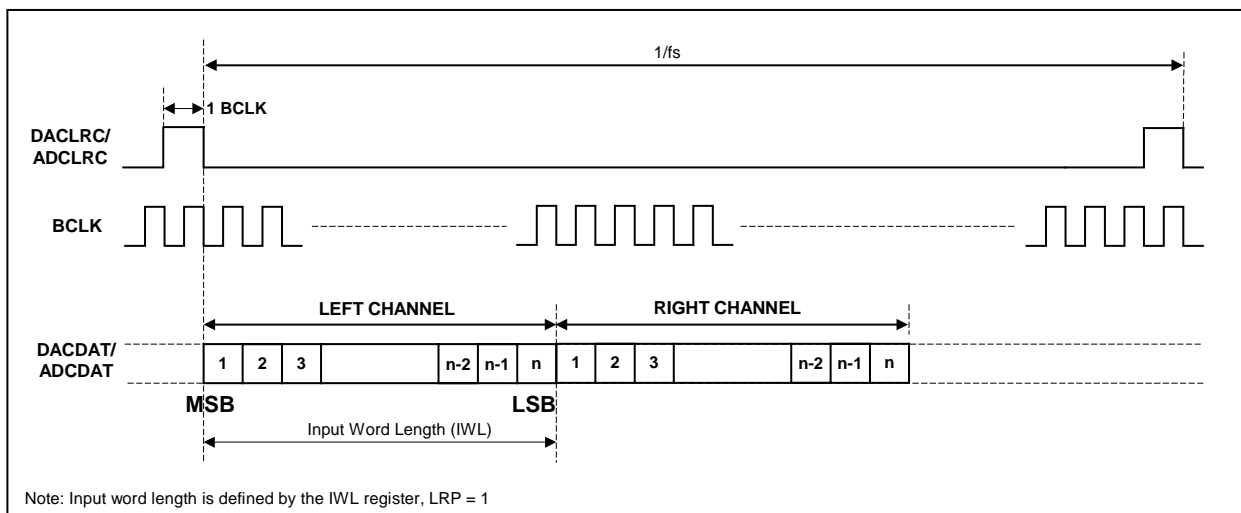 1/fs
1 BCLK
DACLRC/
ADCLRC
BCLK
LEFT CHANNEL
RIGHT CHANNEL
DACDAT/
ADCDAT
1 2 3 n-2 n-1 n 1 2 3 n-2 n-1 n
MSB LSB
Input Word Length (IWL)
Note: Input word length is defined by the IWL register, LRP = 1